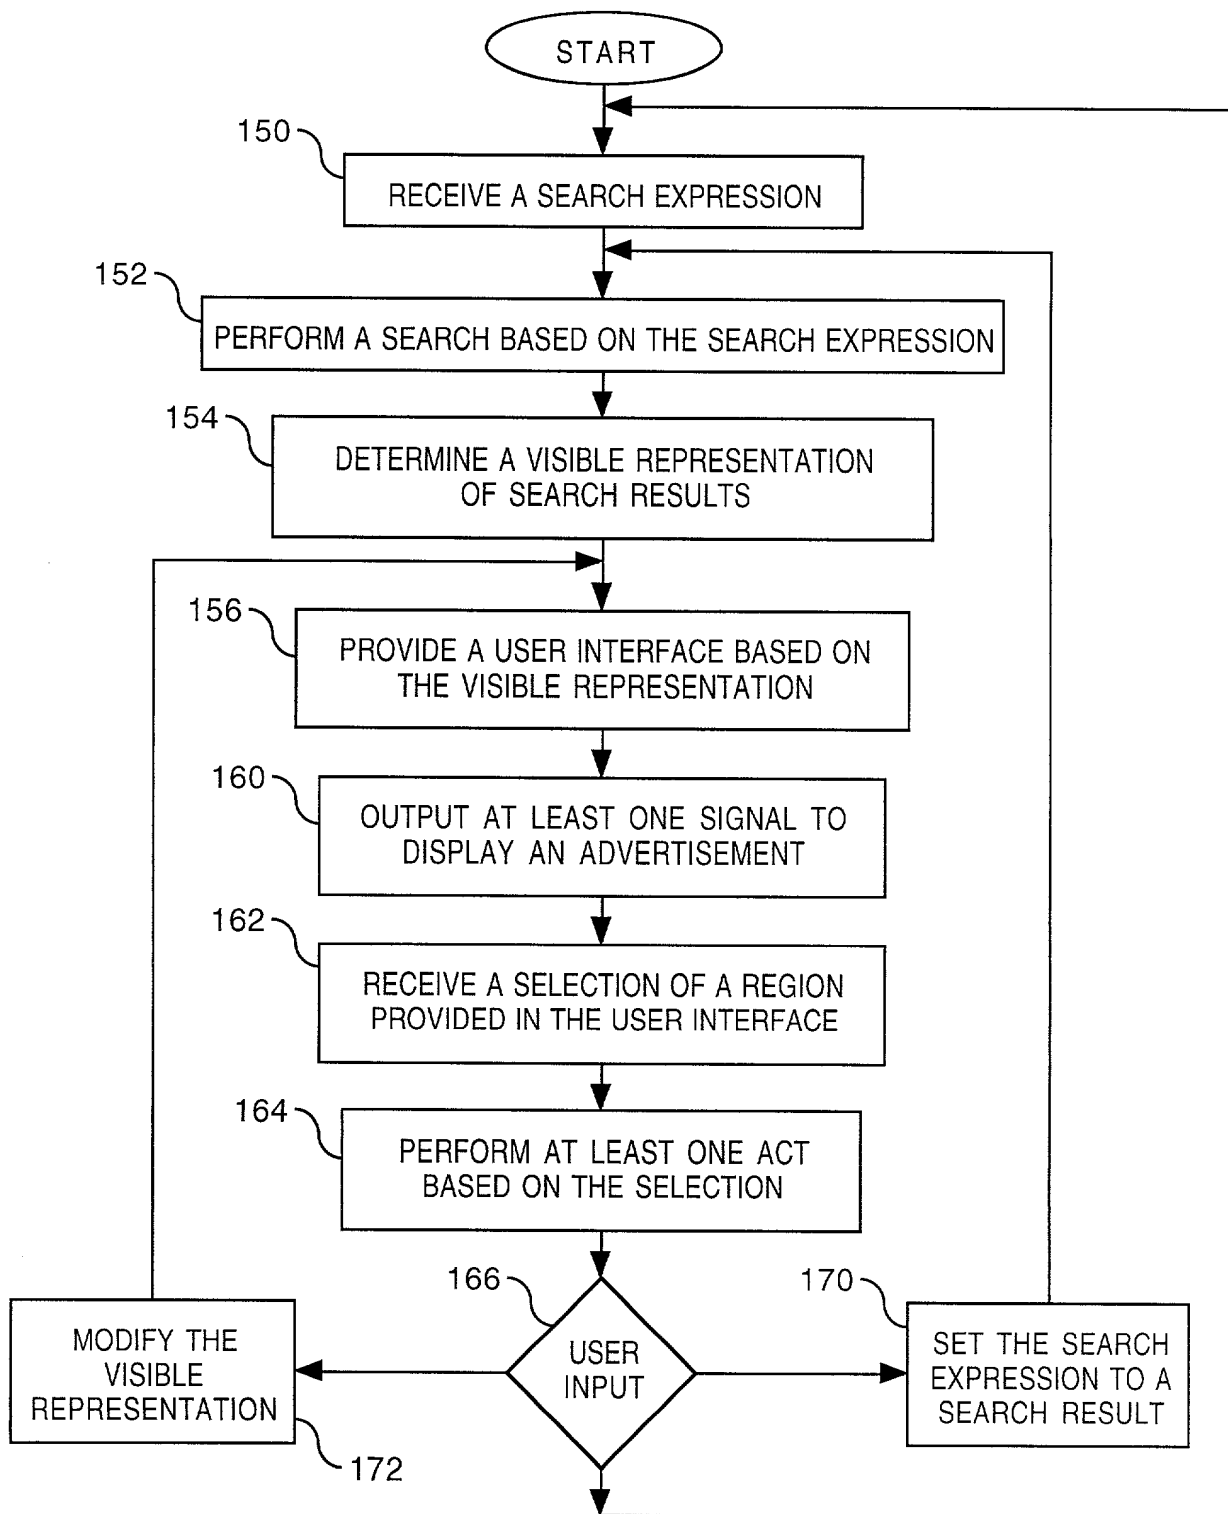 START
150
RECEIVE A SEARCH EXPRESSION
152
PERFORM A SEARCH BASED ON THE SEARCH EXPRESSION
154
DETERMINE A VISIBLE REPRESENTATION
OF SEARCH RESULTS
156
PROVIDE A USER INTERFACE BASED ON
THE VISIBLE REPRESENTATION
160
OUTPUT AT LEAST ONE SIGNAL TO
DISPLAY AN ADVERTISEMENT
162
RECEIVE A SELECTION OF A REGION
PROVIDED IN THE USER INTERFACE
164
PERFORM AT LEAST ONE ACT
BASED ON THE SELECTION
166
USER
INPUT
170
SET THE SEARCH
EXPRESSION TO A
SEARCH RESULT
MODIFY THE
VISIBLE
REPRESENTATION
172